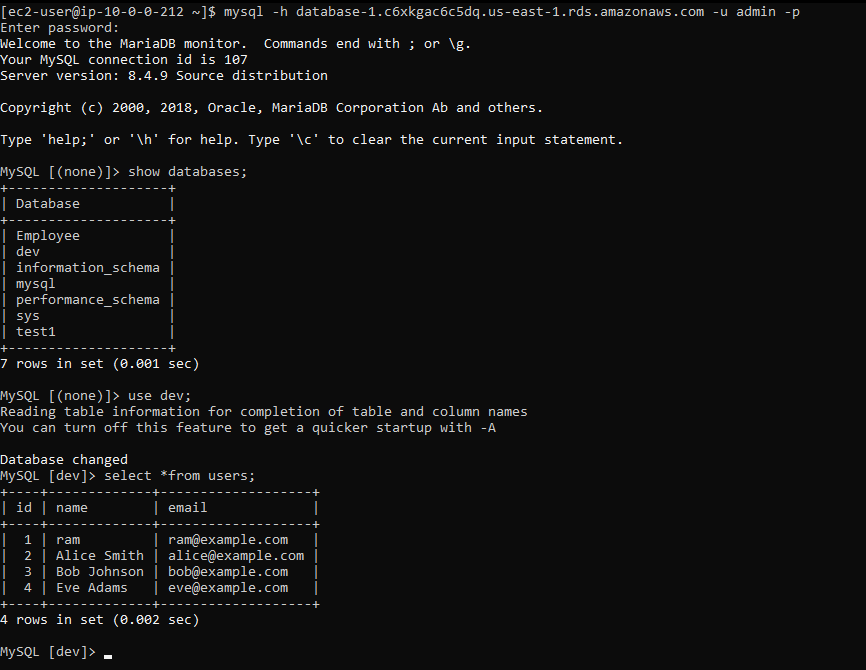 [ec2-user@ip-10-0-0-212 ~]$ mysql -h database-1.c6xkgac6c5dq.us-east-1.rds.amazonaws.com -u admin -p
Enter password:
Welcome to the MariaDB monitor.  Commands end with ; or \g.
Your MySQL connection id is 107
Server version: 8.4.9 Source distribution

Copyright (c) 2000, 2018, Oracle, MariaDB Corporation Ab and others.

Type 'help;' or '\h' for help. Type '\c' to clear the current input statement.

MySQL [(none)]> show databases;
+--------------------+
| Database           |
+--------------------+
| Employee           |
| dev                |
| information_schema |
| mysql              |
| performance_schema |
| sys                |
| test1              |
+--------------------+
7 rows in set (0.001 sec)

MySQL [(none)]> use dev;
Reading table information for completion of table and column names
You can turn off this feature to get a quicker startup with -A

Database changed
MySQL [dev]> select *from users;
+----+-------------+-------------------+
| id | name        | email             |
+----+-------------+-------------------+
|  1 | ram         | ram@example.com   |
|  2 | Alice Smith | alice@example.com |
|  3 | Bob Johnson | bob@example.com   |
|  4 | Eve Adams   | eve@example.com   |
+----+-------------+-------------------+
4 rows in set (0.002 sec)

MySQL [dev]> _